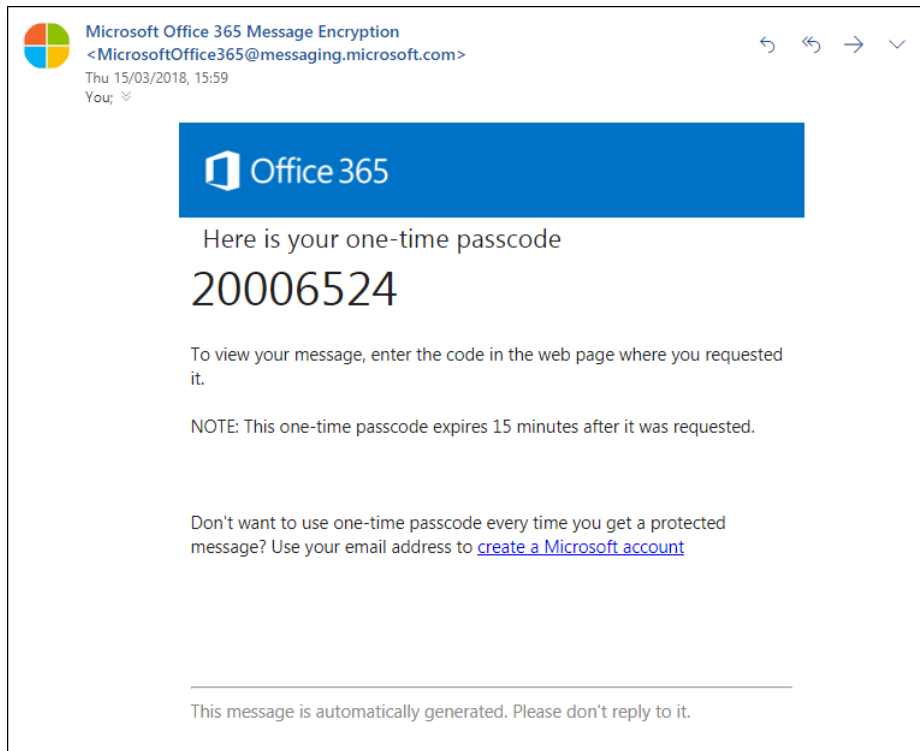 Microsoft Office 365 Message Encryption
<MicrosoftOffice365@messaging.microsoft.com>
Thu 15/03/2018, 15:59
You;
Office 365
Here is your one-time passcode
20006524
To view your message, enter the code in the web page where you requested
it.
NOTE: This one-time passcode expires 15 minutes after it was requested.
Don't want to use one-time passcode every time you get a protected
message? Use your email address to create a Microsoft account
This message is automatically generated. Please don't reply to it.